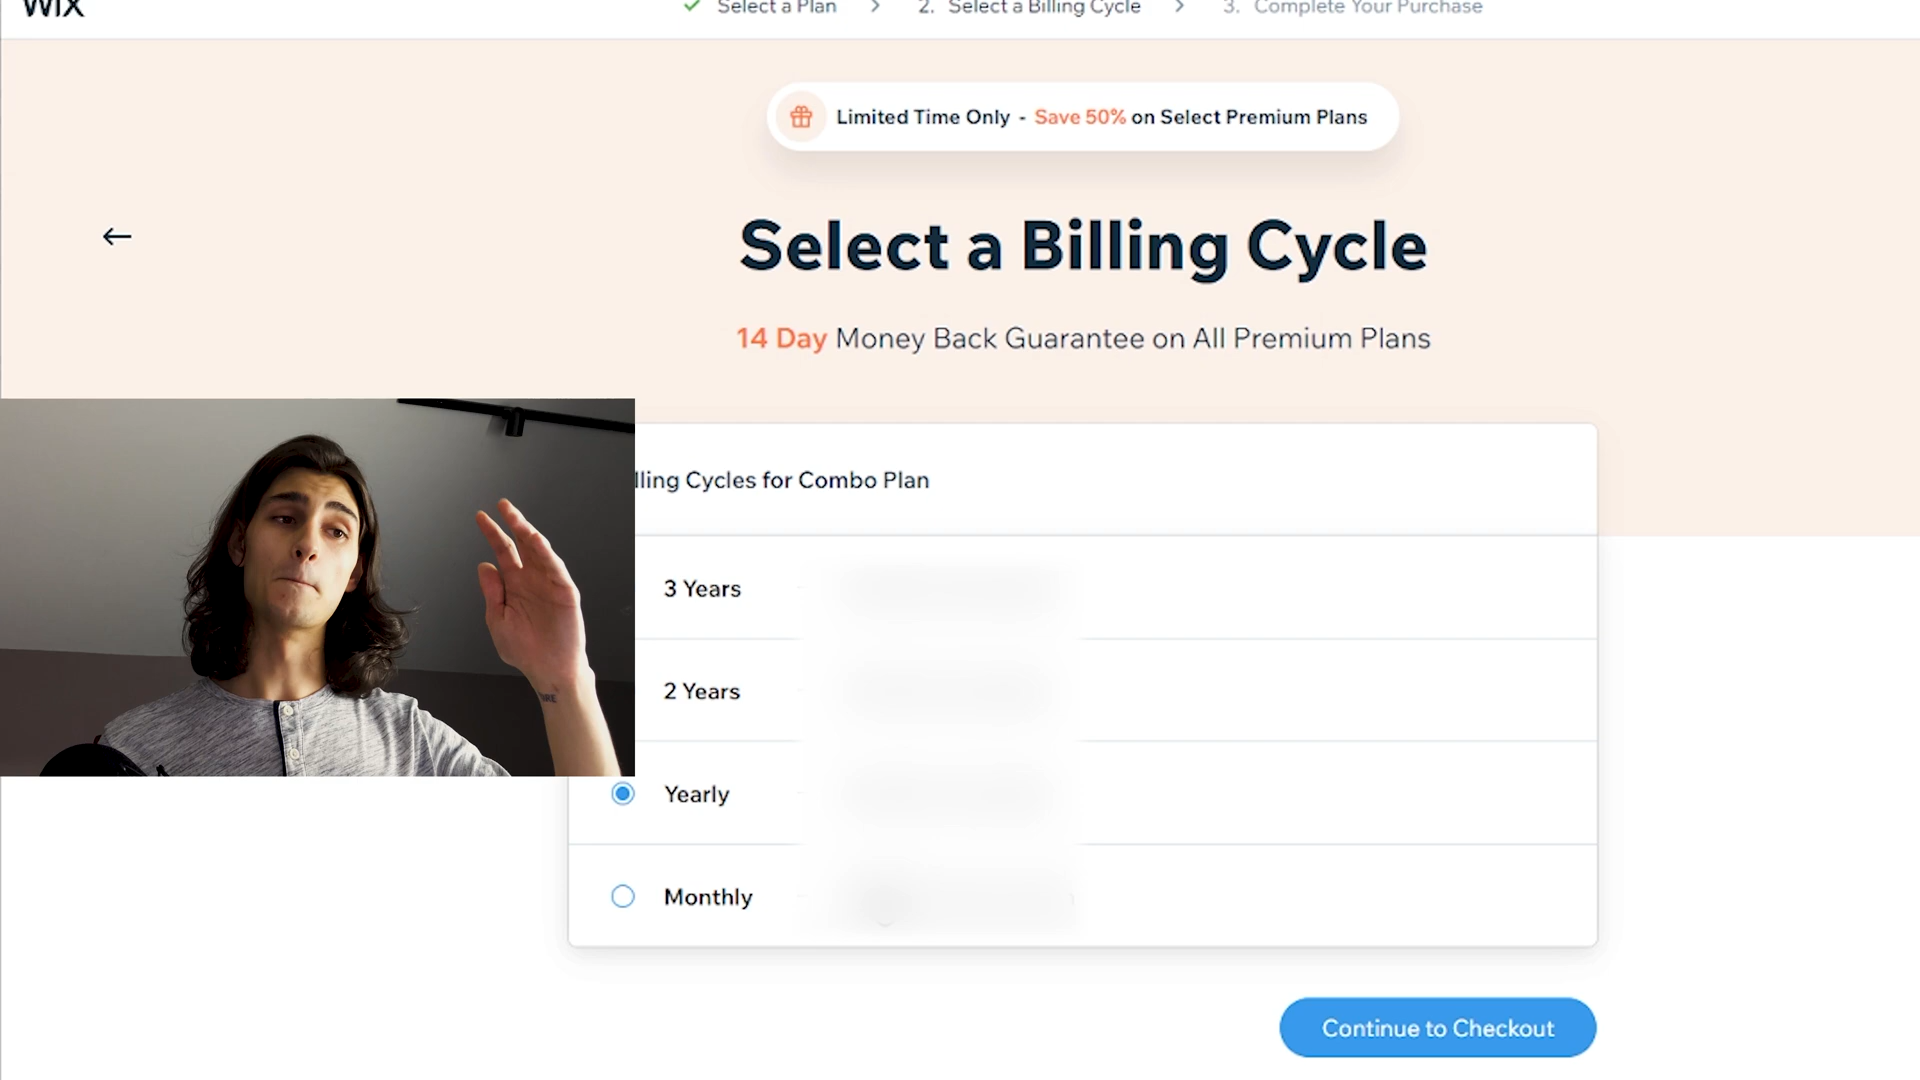 WIX
Select a Plan
2. Select a Billing Cycle
3. Complete Your Purchase
Limited Time Only - Save 50% on Select Premium Plans
Select a Billing Cycle
14 Day Money Back Guarantee on All Premium Plans
lling Cycles for Combo Plan
3 Years
2 Years
Yearly
Monthly
Continue to Checkout